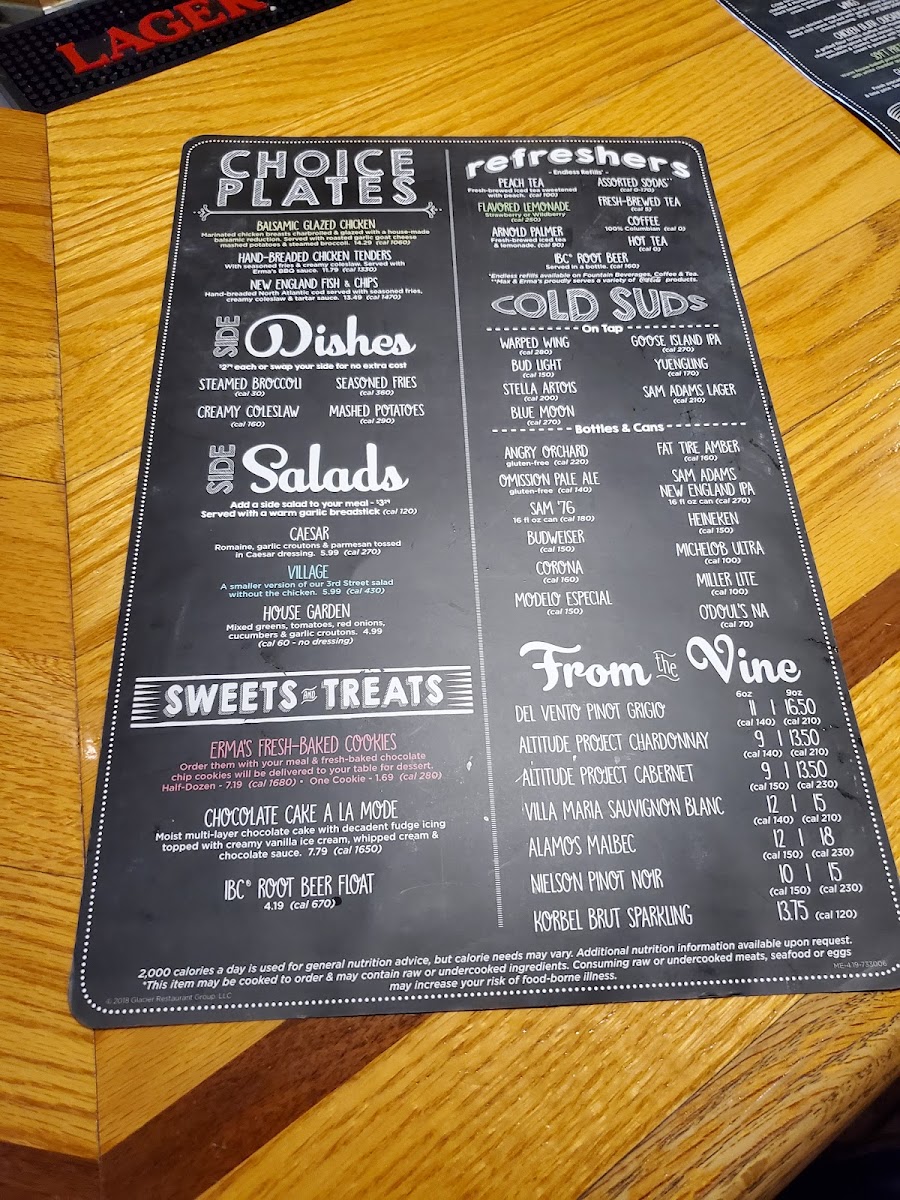 LAGER
CHOICE
PLATES
BALSAMIC GLAZED CHICKEN
Marinated chicken breasts charbroiled & glazed with a house-made
balsamic reduction. Served with roasted garlic goat cheese
mashed potatoes & steamed broccoli. 14.29 (cal 1060)
HAND-BREADED CHICKEN TENDERS
With seasoned fries & creamy coleslaw. Served with
Erma's BBQ sauce. 11.79 (cal 1330)
NEW ENGLAND FISH & CHIPS
Hand-breaded North Atlantic cod served with seasoned fries,
creamy coleslaw & tartar sauce. 13.49 (cal 1470)
SIDE Dishes
each or swap your side for no extra cost
STEAMED BROCCOLI
(cal 30)
SEASONED FRIES
(cal 360)
CREAMY COLESLAW
(cal 160)
MASHED POTATOES
(cal 290)
SIDE Salads
Add a side salad to your meal -
Served with a warm garlic breadstick (cal 120)
CAESAR
Romaine, garlic croutons & parmesan tossed
in Caesar dressing. 5.99 (cal 270)
VILLAGE
A smaller version of our 3rd Street salad
without the chicken. 5.99 (cal 430)
HOUSE GARDEN
Mixed greens, tomatoes, red onions,
cucumbers & garlic croutons. 4.99
(cal 60 - no dressing)
SWEETS AND TREATS
ERMA'S FRESH-BAKED COOKIES
Order them with your meal & fresh-baked chocolate
chip cookies will be delivered to your table for dessert.
Half-Dozen - 7.19 (cal 1680) • One Cookie - 1.69 (cal 280)
CHOCOLATE CAKE A LA MODE
Moist multi-layer chocolate cake with decadent fudge icing
topped with creamy vanilla ice cream, whipped cream &
chocolate sauce. 7.79 (cal 1650)
IBC® ROOT BEER FLOAT
4.19 (cal 670)
refreshers
- Endless Refills* -
PEACH TEA
Fresh-brewed iced tea sweetened
with peach. (cal 100)
FLAVORED LEMONADE
Strawberry or Wildberry
(cal 250)
ARNOLD PALMER
Fresh-brewed iced tea
& lemonade. (cal 90)
ASSORTED SODAS**
(cal 0-170)
FRESH-BREWED TEA
(cal 5)
COFFEE
100% Columbian (cal 0)
HOT TEA
(cal 0)
IBC® ROOT BEER
Served in a bottle. (cal 160)
*Endless refills available on Fountain Beverages, Coffee & Tea.
**Max & Erma's proudly serves a variety of Coca-Cola products.
COLD SUDS
On Tap
WARPED WING
(cal 280)
BUD LIGHT
(cal 150)
STELLA ARTOIS
(cal 200)
BLUE MOON
(cal 270)
GOOSE ISLAND IPA
(cal 270)
YUENGLING
(cal 170)
SAM ADAMS LAGER
(cal 210)
Bottles & Cans
ANGRY ORCHARD
gluten-free (cal 220)
OMISSION PALE ALE
gluten-free (cal 140)
SAM '76
16 fl oz can (cal 180)
BUDWEISER
(cal 150)
CORONA
(cal 160)
MODELO ESPECIAL
(cal 150)
FAT TIRE AMBER
(cal 160)
SAM ADAMS
NEW ENGLAND IPA
16 fl oz can (cal 270)
HEINEKEN
(cal 150)
MICHELOB ULTRA
(cal 100)
MILLER LITE
(cal 100)
O'DOUL'S NA
(cal 70)
From the Vine
6oz 9oz
DEL VENTO PINOT GRIGIO 11 | 16.50
(cal 140) (cal 210)
ALTITUDE PROJECT CHARDONNAY 9 | 13.50
(cal 140) (cal 210)
ALTITUDE PROJECT CABERNET 9 | 13.50
(cal 150) (cal 230)
VILLA MARIA SAUVIGNON BLANC 12 | 15
(cal 140) (cal 210)
ALAMOS MALBEC 12 | 18
(cal 150) (cal 230)
NIELSON PINOT NOIR 10 | 15
(cal 150) (cal 230)
KORBEL BRUT SPARKLING 13.75 (cal 120)
2,000 calories a day is used for general nutrition advice, but calorie needs may vary. Additional nutrition information available upon request.
*This item may be cooked to order & may contain raw or undercooked ingredients. Consuming raw or undercooked meats, seafood or eggs
may increase your risk of food-borne illness.
© 2018 Glacier Restaurant Group, LLC
ME-4.19-733006